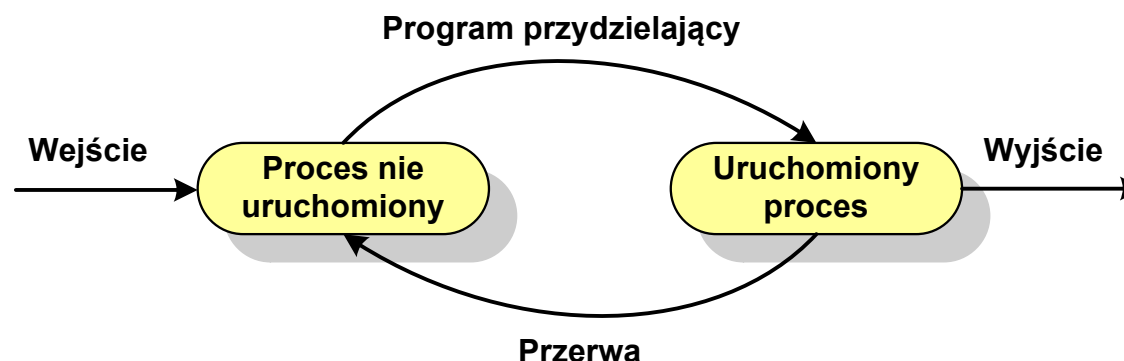 Program przydzielający
Wejście
Proces nie
uruchomiony
Uruchomiony
proces
Wyjście
Przerwa